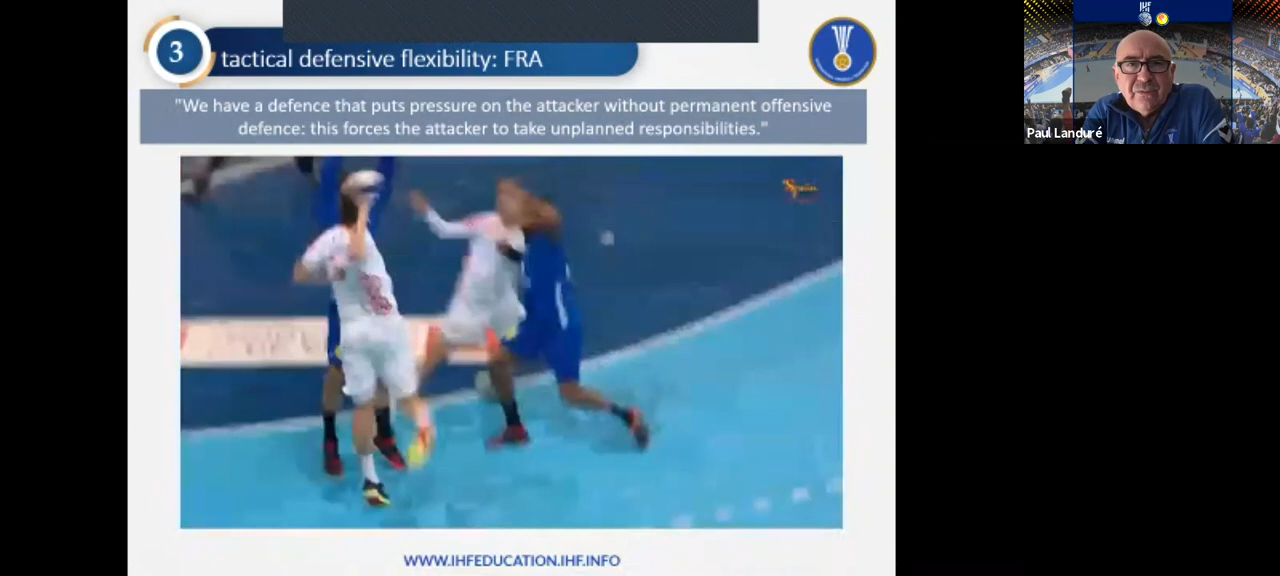 3
tactical defensive flexibility: FRA
"We have a defence that puts pressure on the attacker without permanent offensive
defence: this forces the attacker to take unplanned responsibilities."
WWW.IHFEDUCATION.IHF.INFO
IHF
Paul Landuré